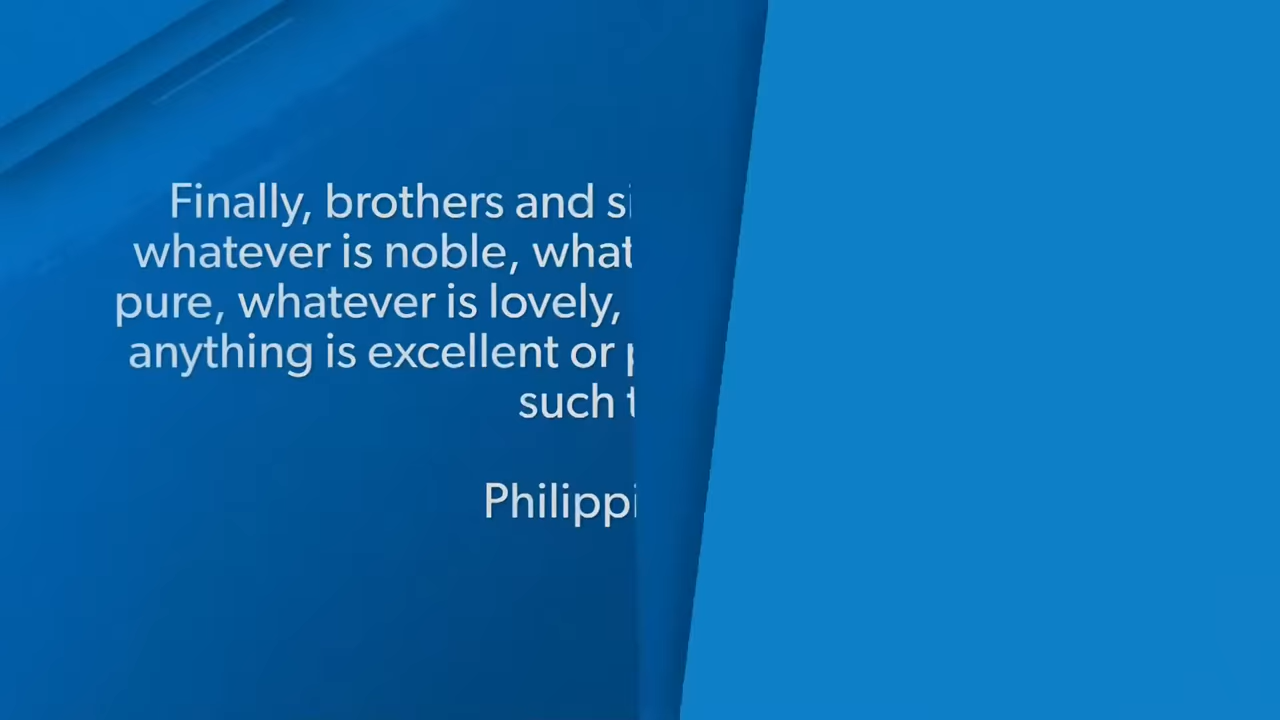 Finally, brothers and si
whatever is noble, what
pure, whatever is lovely,
anything is excellent or p
such t
Philippi